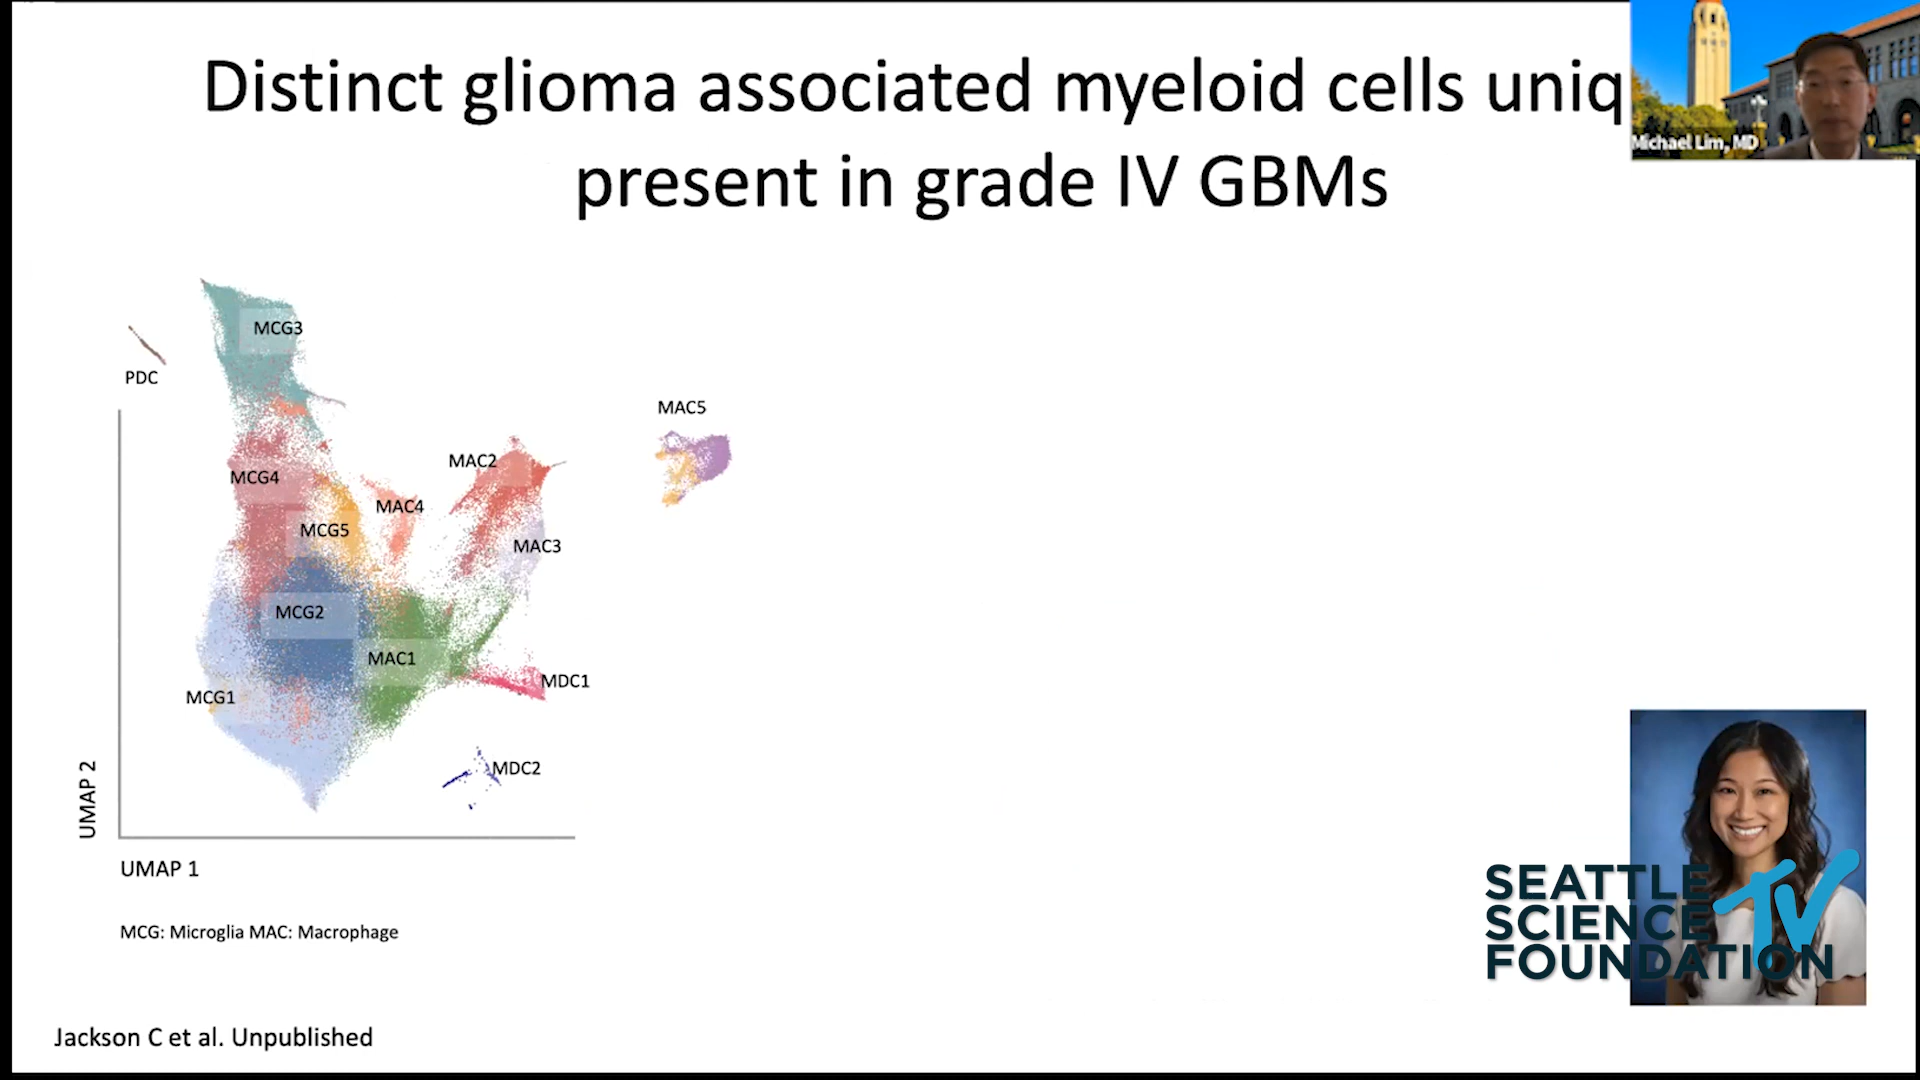 Distinct glioma associated myeloid cells uniq
present in grade IV GBMs
Michael Lim, MD
MCG3
PDC
MAC5
MAC2
MCG4
MAC4
MCG5
MAC3
MCG2
MAC1
MDC1
MCG1
MDC2
UMAP 2
UMAP 1
MCG: Microglia MAC: Macrophage
SEATTLE
SCIENCE
FOUNDATION
TV
Jackson C et al. Unpublished